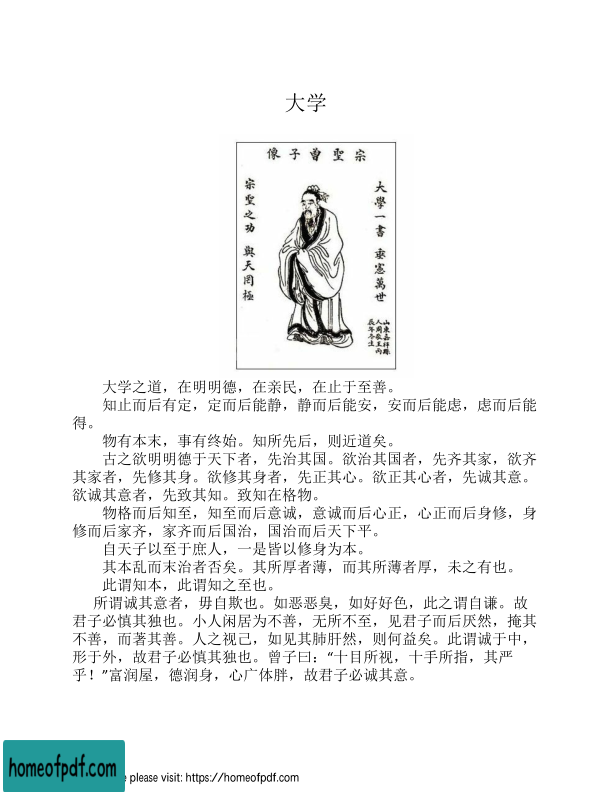 大学
宗聖曾子像
大學一書 垂憲萬世
宗聖之功 與天罔極
大学之道，在明明德，在亲民，在止于至善。
知止而后有定，定而后能静，静而后能安，安而后能虑，虑而后能
得。
物有本末，事有终始。知所先后，则近道矣。
古之欲明明德于天下者，先治其国。欲治其国者，先齐其家，欲齐
其家者，先修其身。欲修其身者，先正其心。欲正其心者，先诚其意。
欲诚其意者，先致其知。致知在格物。
物格而后知至，知至而后意诚，意诚而后心正，心正而后身修，身
修而后家齐，家齐而后国治，国治而后天下平。
自天子以至于庶人，一是皆以修身为本。
其本乱而末治者否矣。其所厚者薄，而其所薄者厚，未之有也。
此谓知本，此谓知之至也。
所谓诚其意者，毋自欺也。如恶恶臭，如好好色，此之谓自谦。故
君子必慎其独也。小人闲居为不善，无所不至，见君子而后厌然，掩其
不善，而著其善。人之视己，如见其肺肝然，则何益矣。此谓诚于中，
形于外，故君子必慎其独也。曾子曰：“十目所视，十手所指，其严
乎！”富润屋，德润身，心广体胖，故君子必诚其意。
homeofpdf.com
e please visit: https://homeofpdf.com